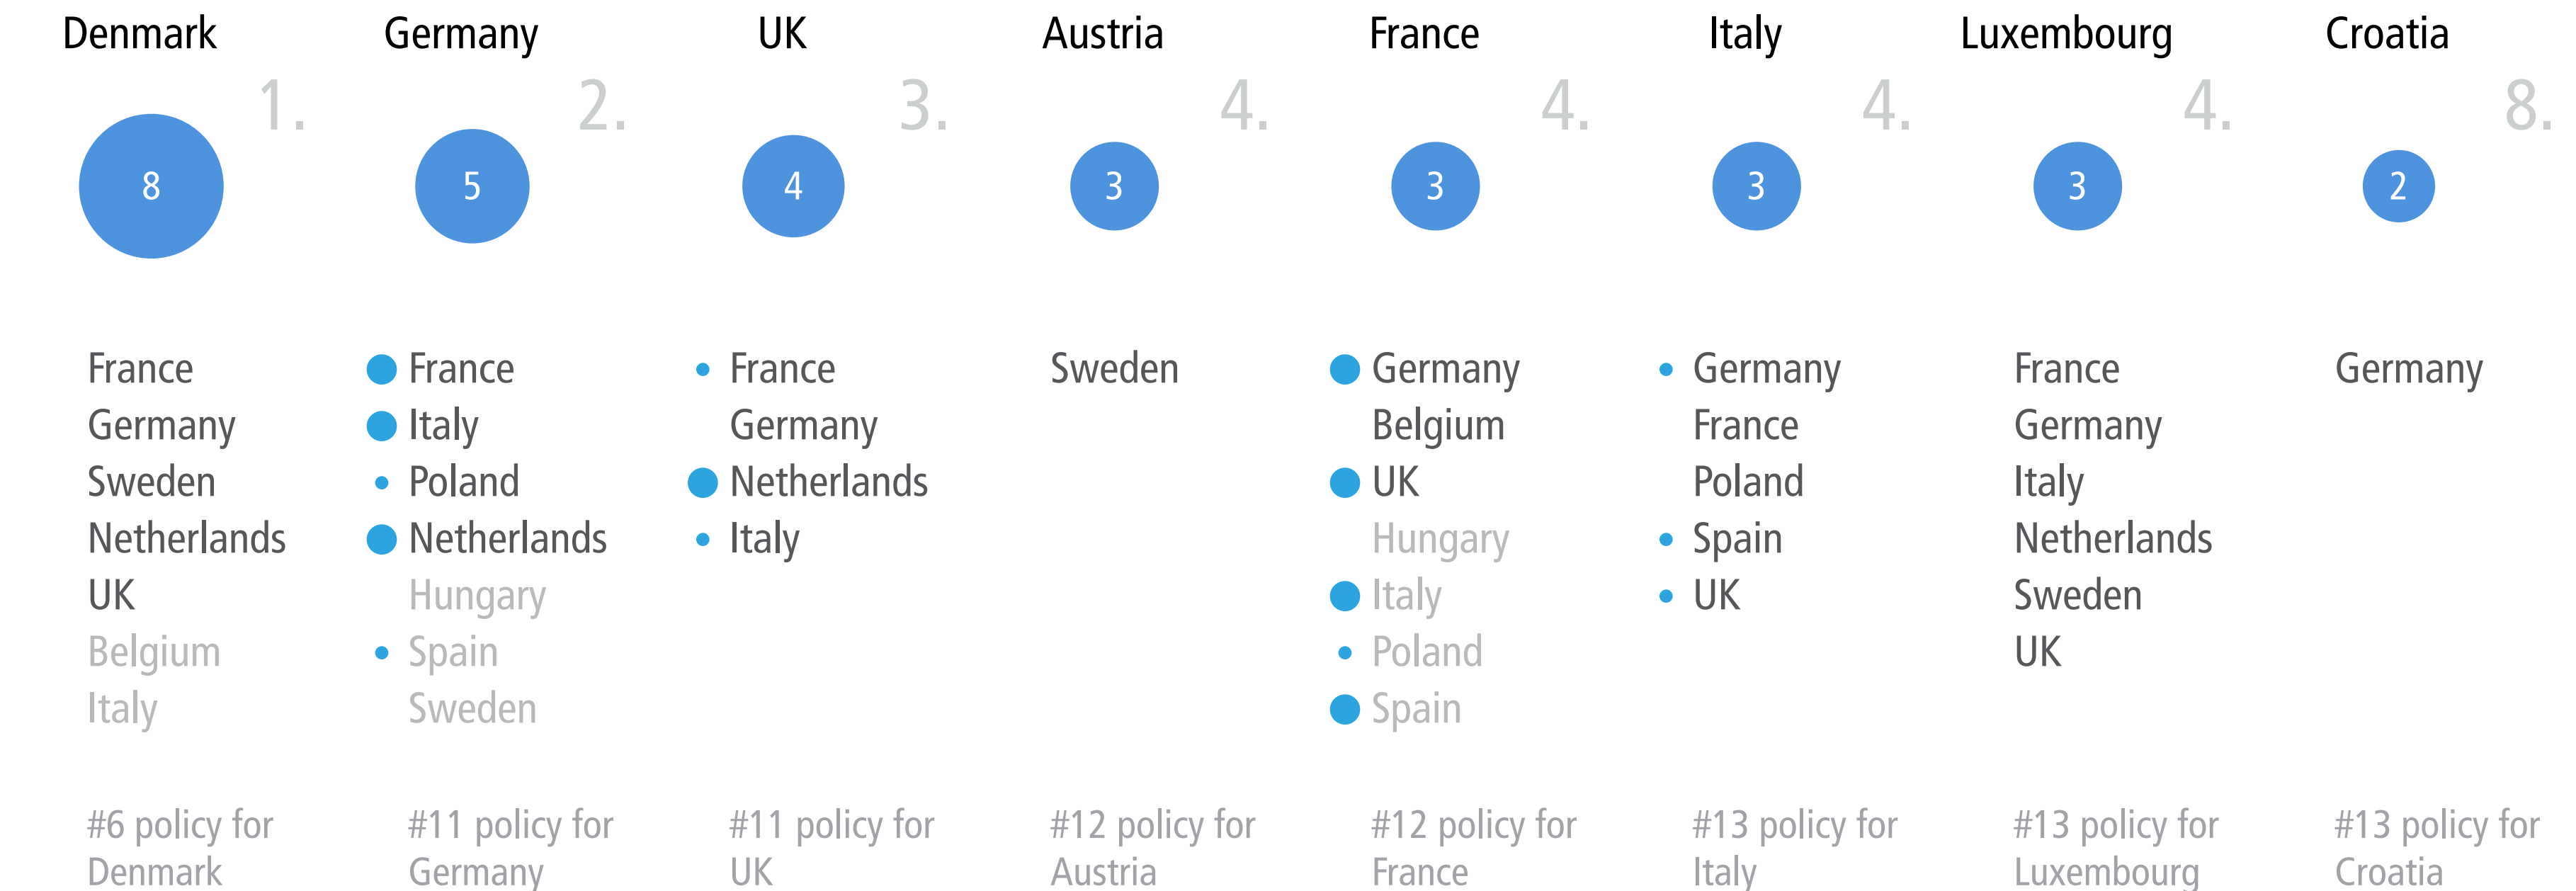 Denmark
1.
8
France
Germany
Sweden
Netherlands
UK
Belgium
Italy
#6 policy for
Denmark
Germany
2.
5
France
Italy
Poland
Netherlands
Hungary
Spain
Sweden
#11 policy for
Germany
UK
3.
4
France
Germany
Netherlands
Italy
#11 policy for
UK
Austria
4.
3
Sweden
#12 policy for
Austria
France
4.
3
Germany
Belgium
UK
Hungary
Italy
Poland
Spain
#12 policy for
France
Italy
4.
3
Germany
France
Poland
Spain
UK
#13 policy for
Italy
Luxembourg
4.
3
France
Germany
Italy
Netherlands
Sweden
UK
#13 policy for
Luxembourg
Croatia
8.
2
Germany
#13 policy for
Croatia